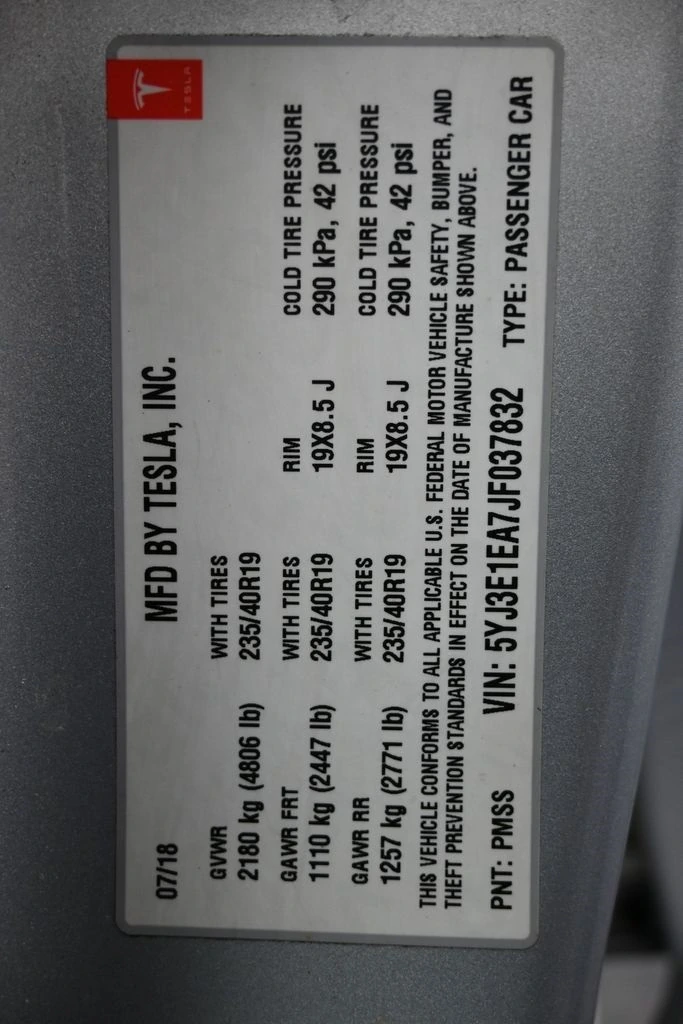 TESLA
07/18 MFD BY TESLA, INC.
GVWR WITH TIRES
2180 kg (4806 lb) 235/40R19
GAWR FRT WITH TIRES RIM COLD TIRE PRESSURE
1110 kg (2447 lb) 235/40R19 19X8.5 J 290 kPa, 42 psi
GAWR RR WITH TIRES RIM COLD TIRE PRESSURE
1257 kg (2771 lb) 235/40R19 19X8.5 J 290 kPa, 42 psi
THIS VEHICLE CONFORMS TO ALL APPLICABLE U.S. FEDERAL MOTOR VEHICLE SAFETY, BUMPER, AND
THEFT PREVENTION STANDARDS IN EFFECT ON THE DATE OF MANUFACTURE SHOWN ABOVE.
PNT: PMSS VIN: 5YJ3E1EA7JF037832 TYPE: PASSENGER CAR